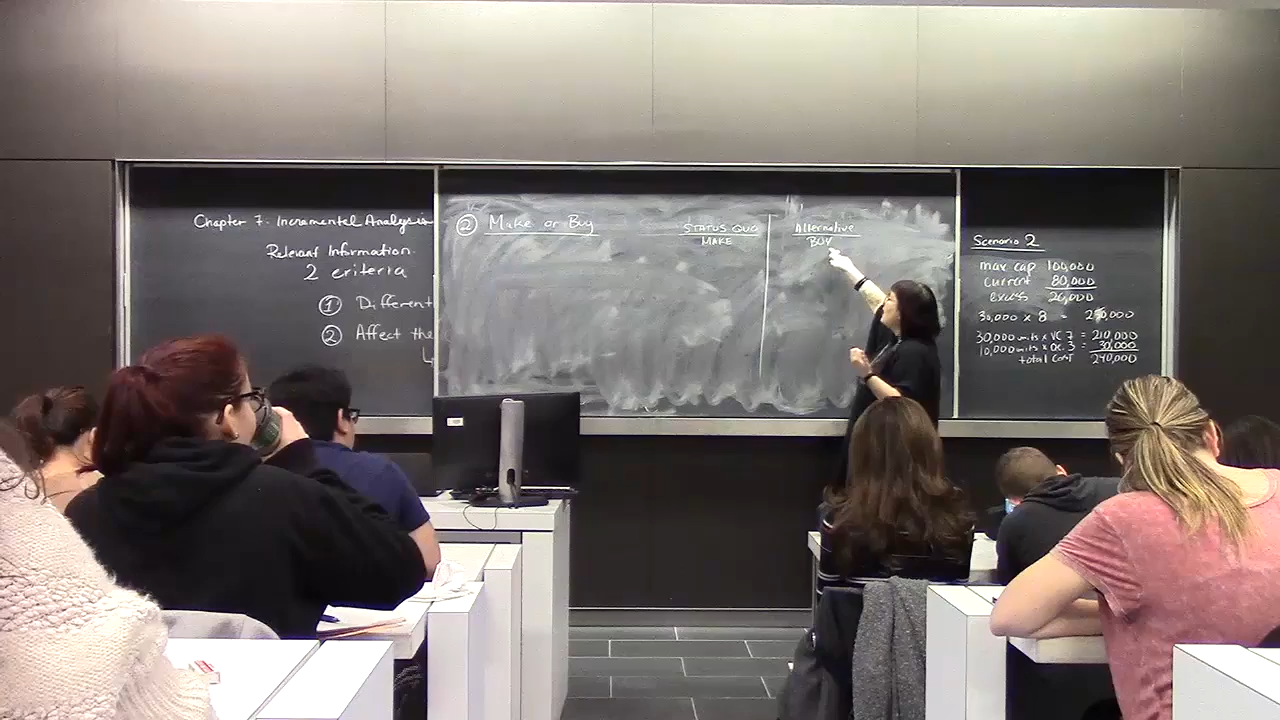 Chapter 7: Incremental Analysis
Relevant Information
2 criteria
① Different
② Affect the
② Make or Buy
STATUS QUO
MAKE
Alternative
BUY
Scenario 2
max cap 100,000
current 80,000
excess 20,000
30,000 x 8 =
30,000 units x VC 7 = 210,000
10,000 units x Oc. 3 = 30,000
total cost 240,000